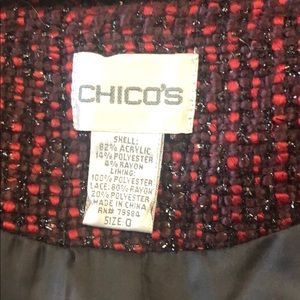 CHICO'S
SHELL:
82% ACRYLIC
14% POLYESTER
4% RAYON
LINING:
100% POLYESTER
LACE: 80% RAYON
20% POLYESTER
MADE IN CHINA
RN# 79984
SIZE: 0